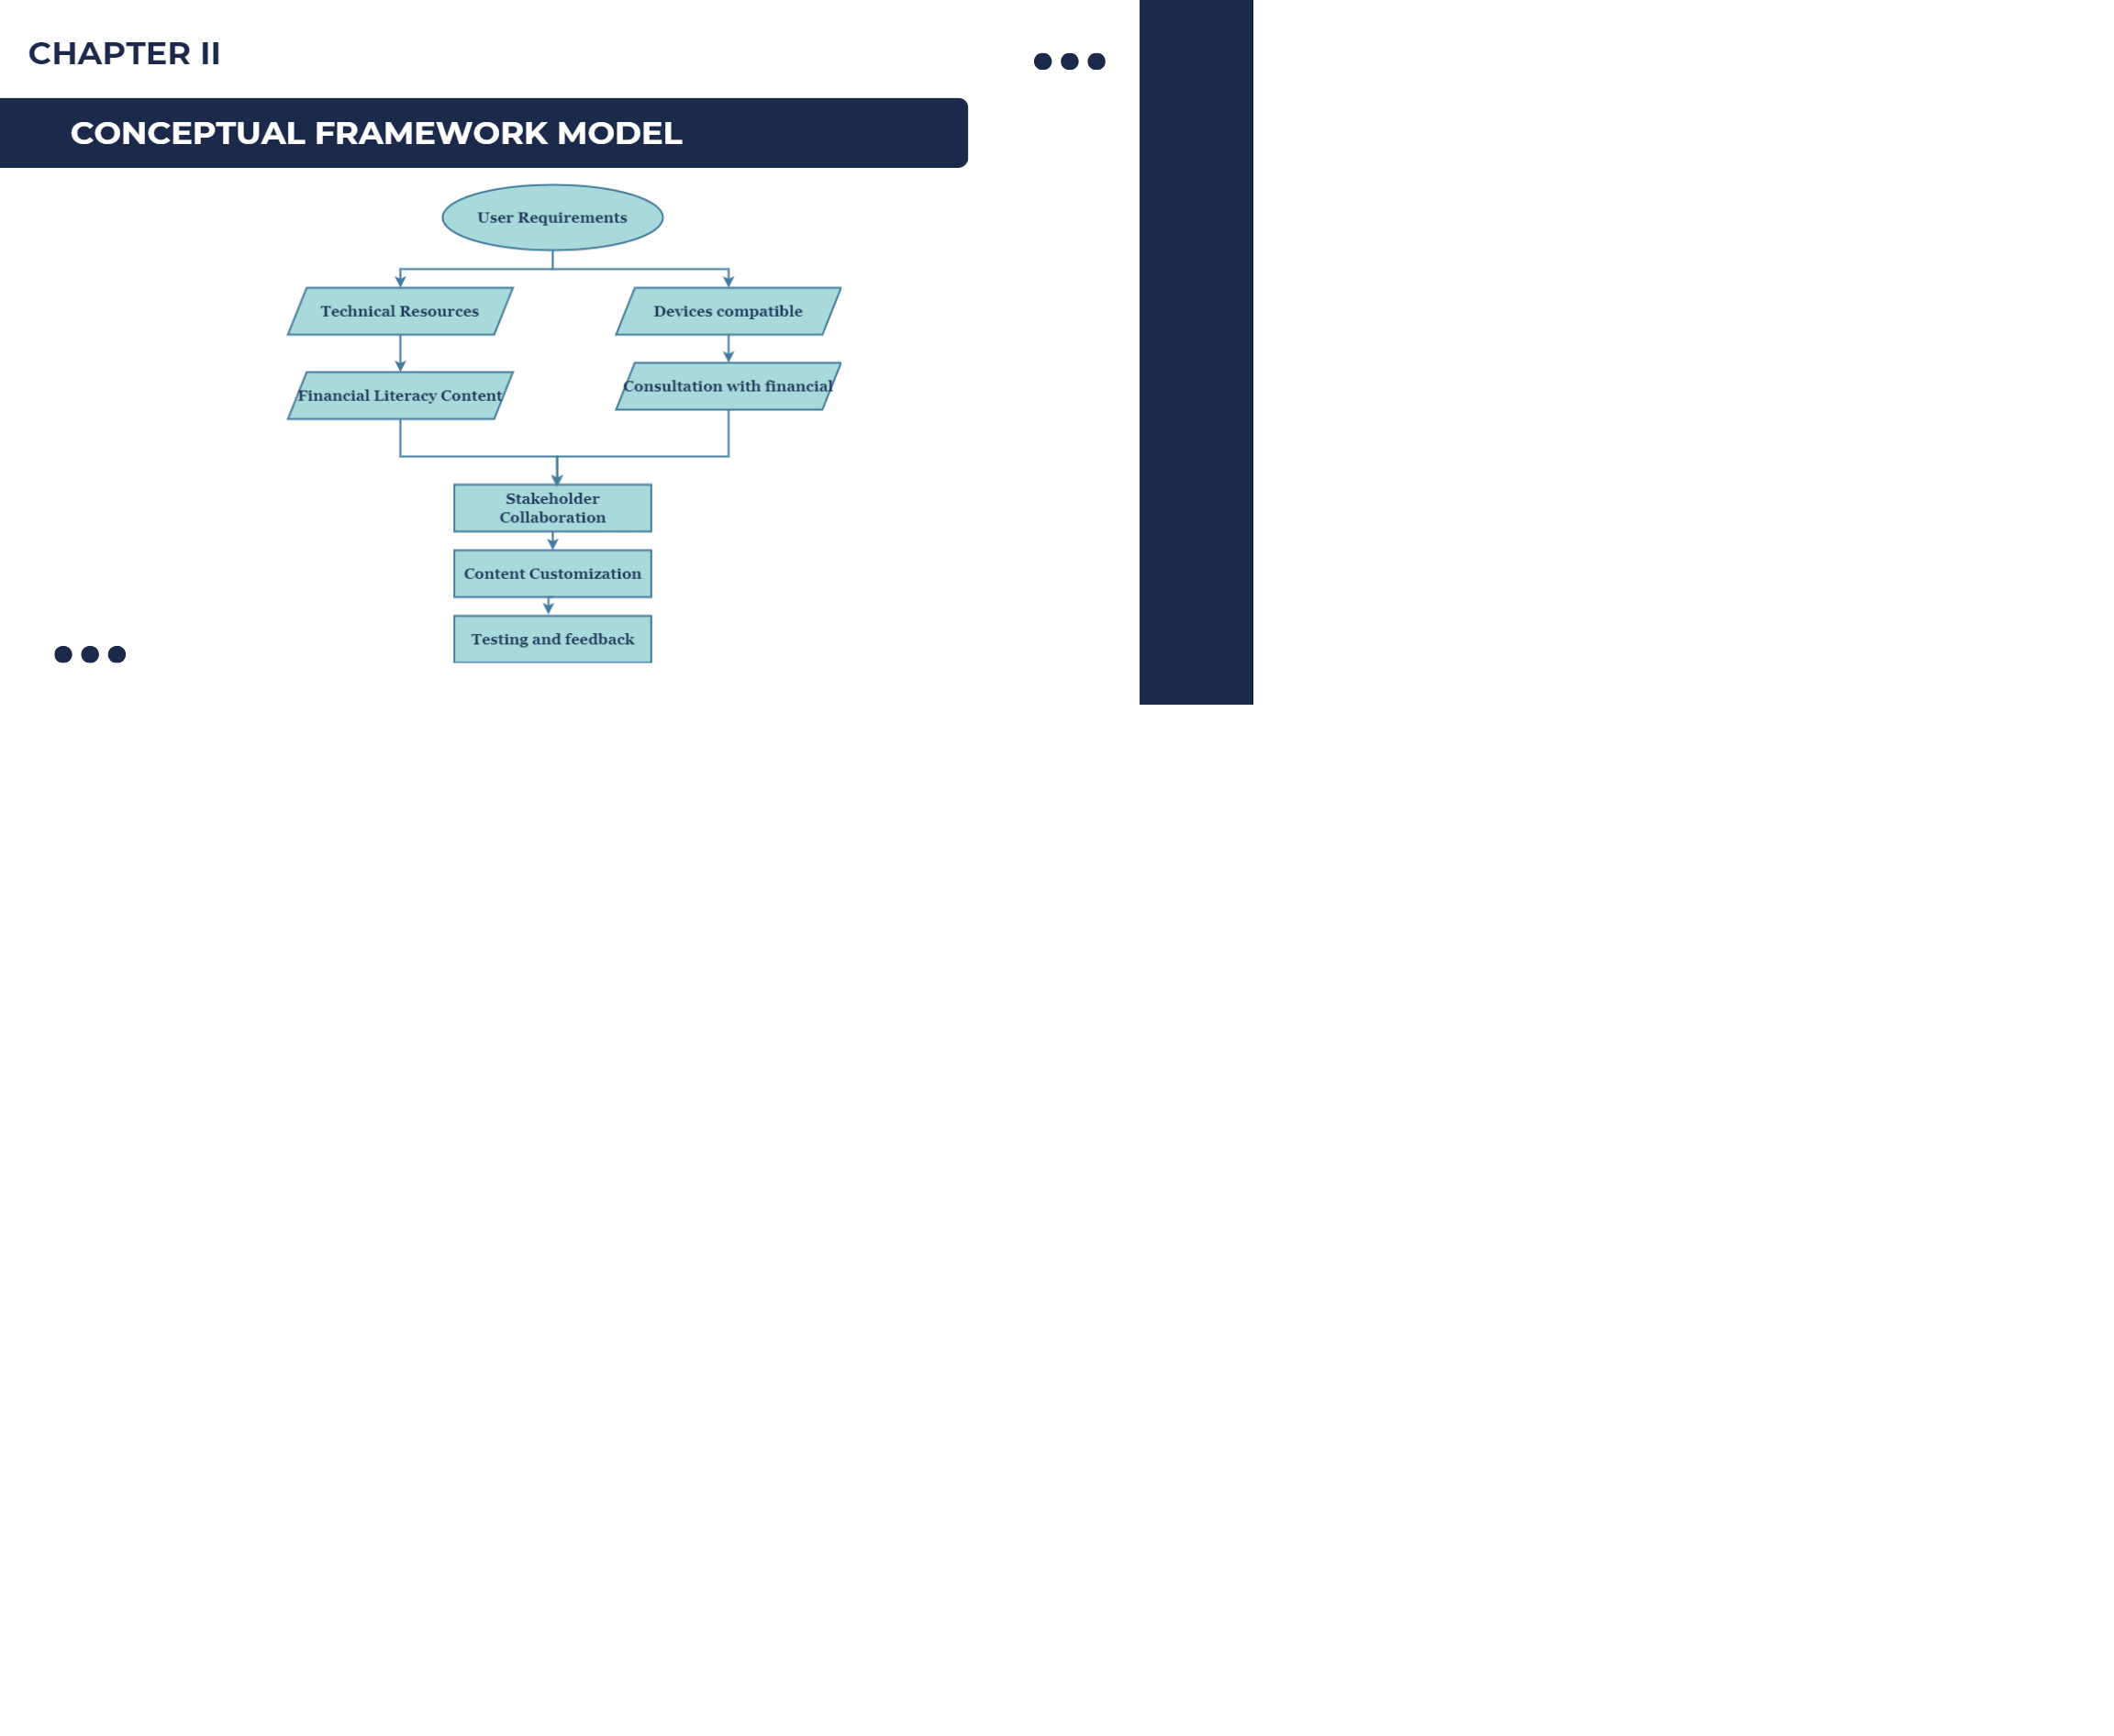 CHAPTER II
CONCEPTUAL FRAMEWORK MODEL
User Requirements
Technical Resources
Devices compatible
Financial Literacy Content
Consultation with financial
Stakeholder
Collaboration
Content Customization
Testing and feedback